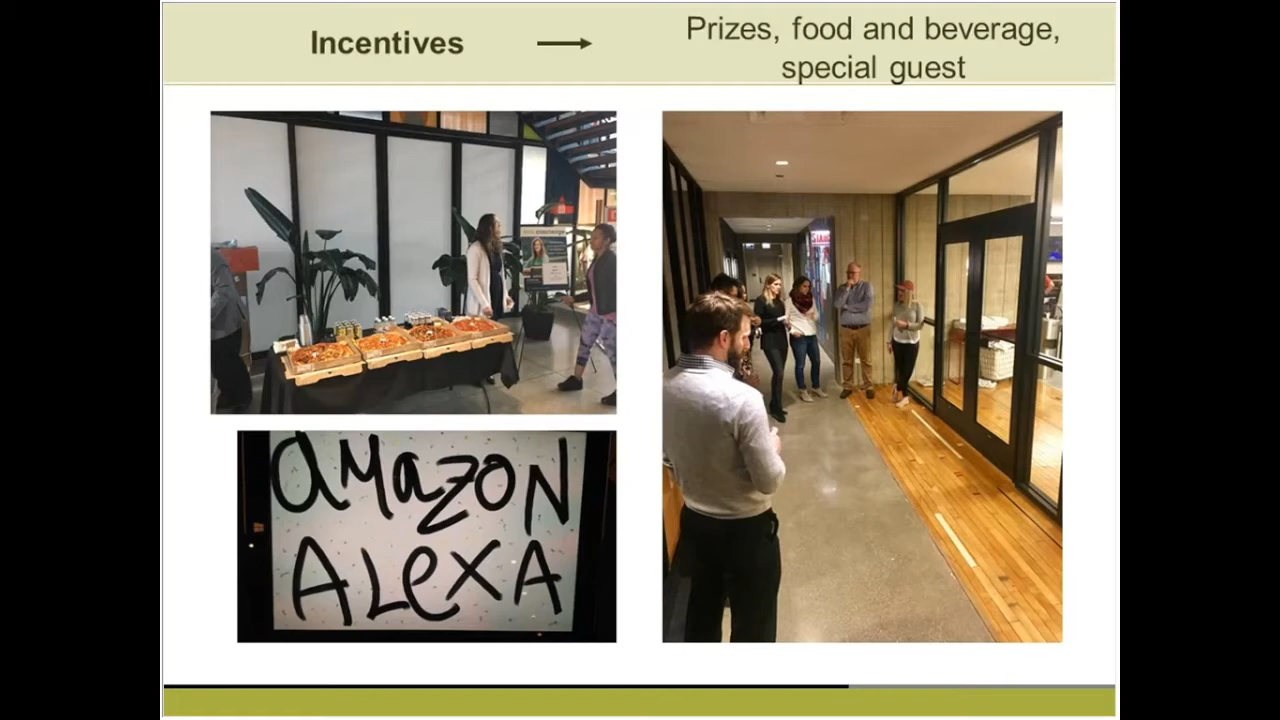 Incentives
Prizes, food and beverage,
special guest
amazon
ALeXA